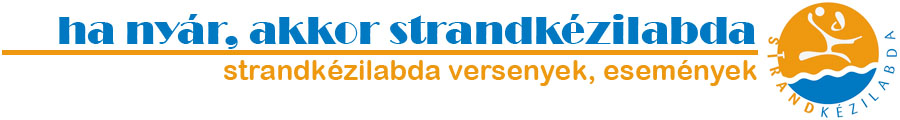 ha nyár, akkor strandkézilabda
strandkézilabda versenyek, események
STRANDKÉZILABDA